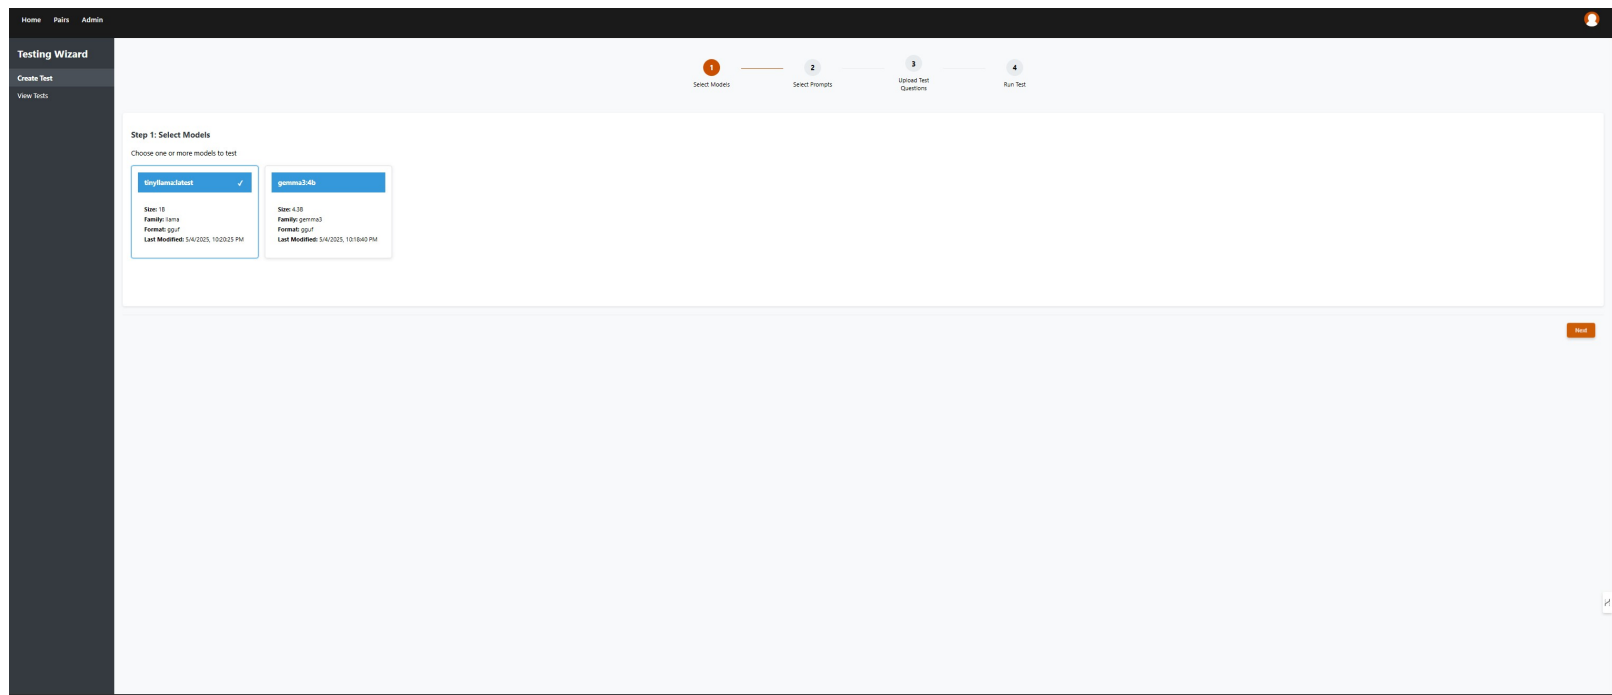 Home Pairs Admin
Testing Wizard
Create Test
View Tests
1
Select Models
2
Select Prompts
3
Upload Test
Questions
4
Run Test
Step 1: Select Models
Choose one or more models to test
tinyllama:latest ✓
Size: 1B
Family: llama
Format: gguf
Last Modified: 5/4/2025, 10:20:25 PM
gemma3:4b
Size: 4.3B
Family: gemma3
Format: gguf
Last Modified: 5/4/2025, 10:18:40 PM
Next